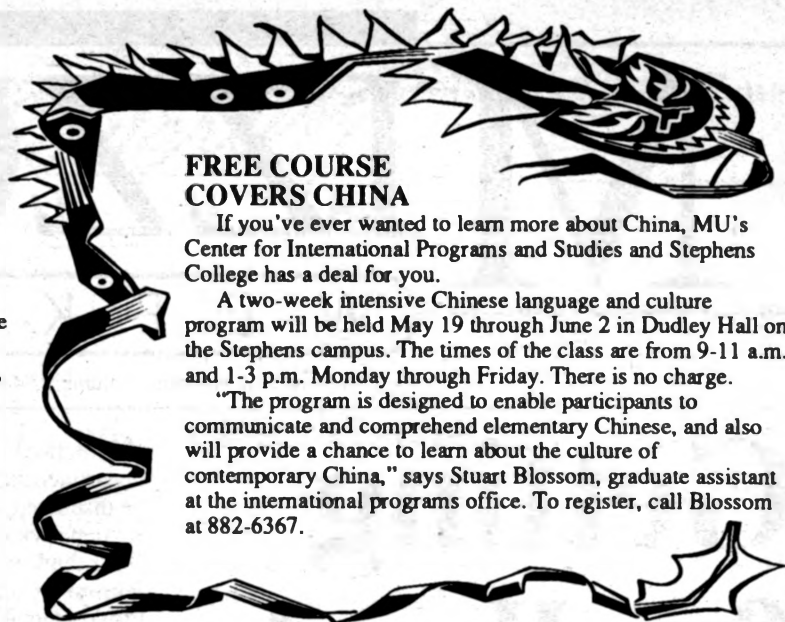 FREE COURSE
COVERS CHINA
If you've ever wanted to learn more about China, MU's
Center for International Programs and Studies and Stephens
College has a deal for you.
A two-week intensive Chinese language and culture
program will be held May 19 through June 2 in Dudley Hall on
the Stephens campus. The times of the class are from 9-11 a.m.
and 1-3 p.m. Monday through Friday. There is no charge.
"The program is designed to enable participants to
communicate and comprehend elementary Chinese, and also
will provide a chance to learn about the culture of
contemporary China," says Stuart Blossom, graduate assistant
at the international programs office. To register, call Blossom
at 882-6367.